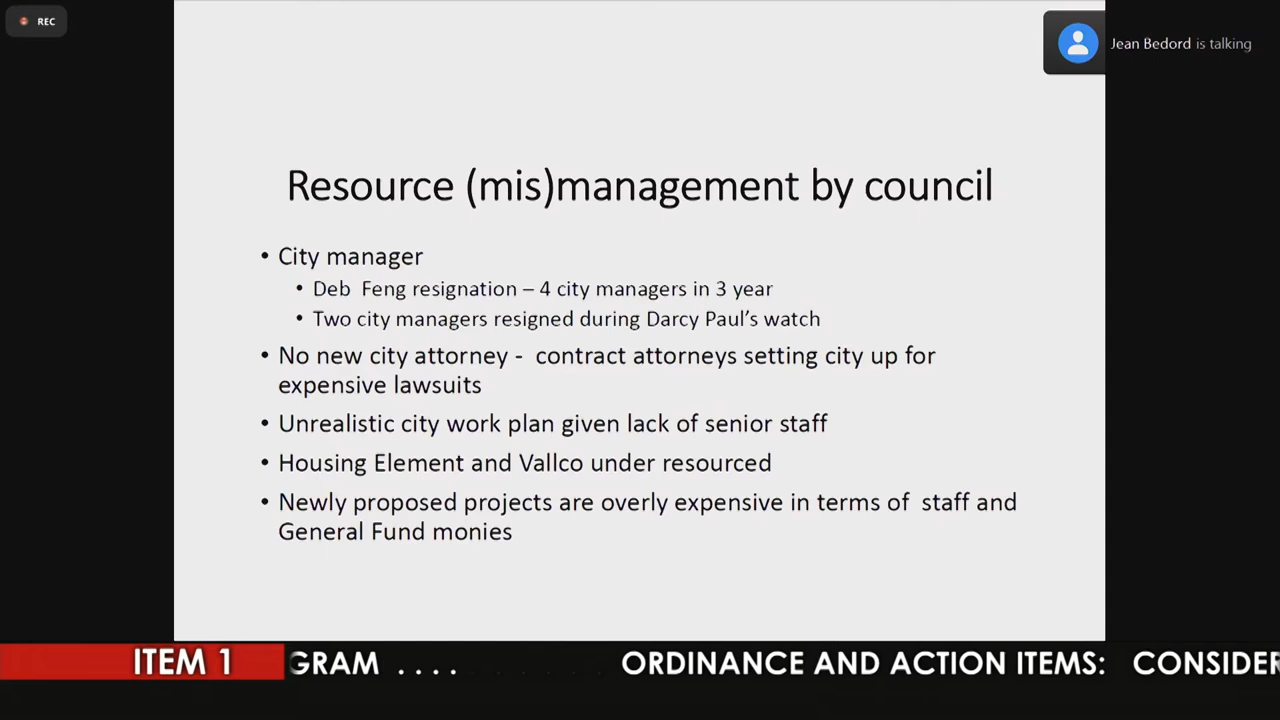 REC
Jean Bedord is talking
Resource (mis)management by council
• City manager
• Deb Feng resignation – 4 city managers in 3 year
• Two city managers resigned during Darcy Paul's watch
• No new city attorney - contract attorneys setting city up for
expensive lawsuits
• Unrealistic city work plan given lack of senior staff
• Housing Element and Vallco under resourced
• Newly proposed projects are overly expensive in terms of staff and
General Fund monies
ITEM 1 GRAM .... ORDINANCE AND ACTION ITEMS: CONSIDER